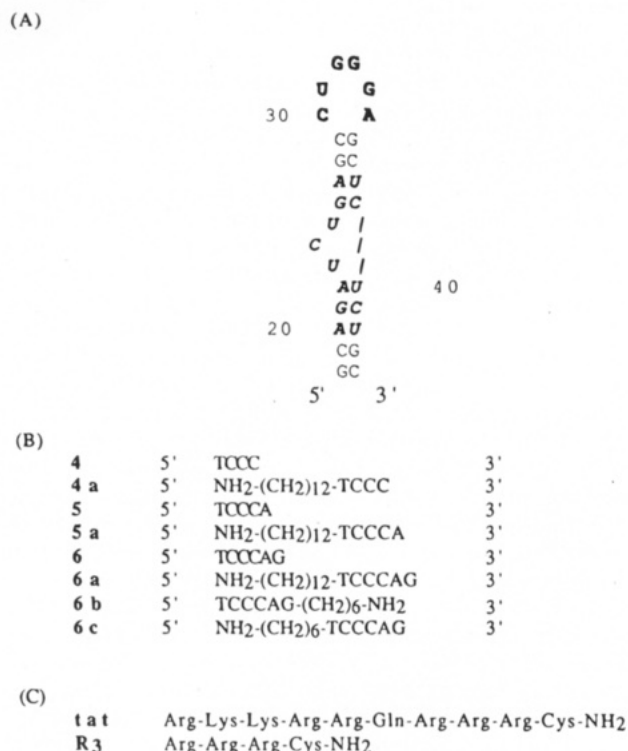 (A)
GG
U G
30 C A
CG
GC
AU
GC
U /
C /
U /
AU 40
GC
20 AU
CG
GC
5' 3'
(B)
4 5' TCCC 3'
4 a 5' NH2-(CH2)12-TCCC 3'
5 5' TCCCA 3'
5 a 5' NH2-(CH2)12-TCCCA 3'
6 5' TCCCAG 3'
6 a 5' NH2-(CH2)12-TCCCAG 3'
6 b 5' TCCCAG-(CH2)6-NH2 3'
6 c 5' NH2-(CH2)6-TCCCAG 3'
(C)
tat Arg-Lys-Lys-Arg-Arg-Gln-Arg-Arg-Arg-Cys-NH2
R3 Arg-Arg-Arg-Cys-NH2